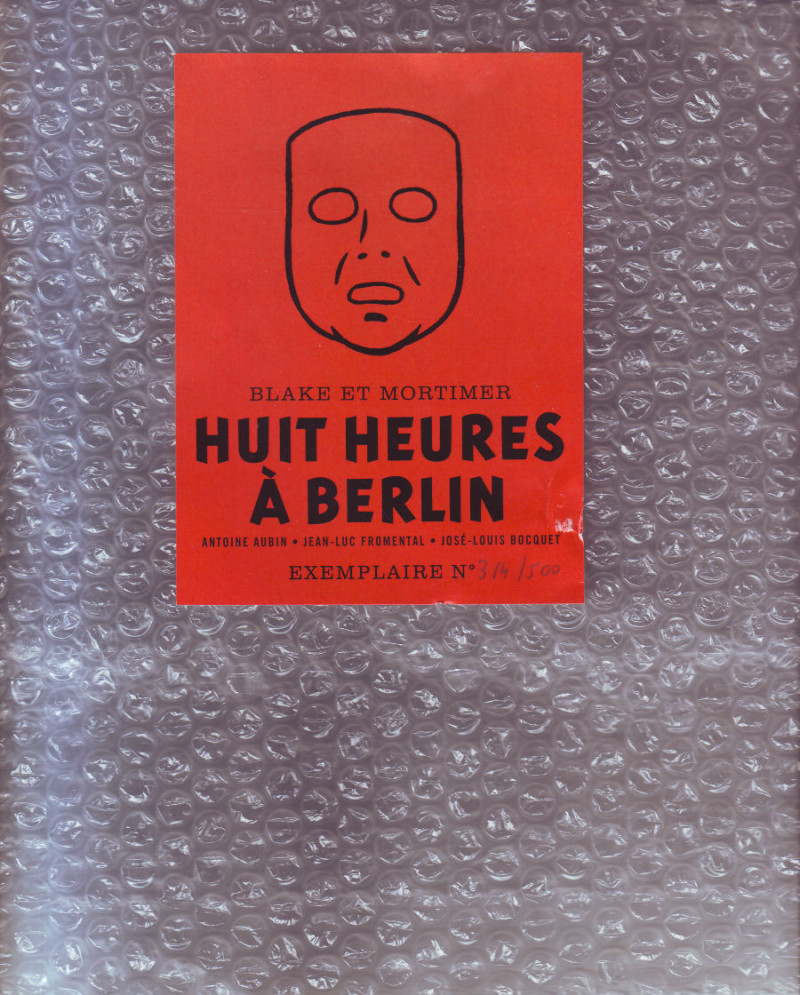 BLAKE ET MORTIMER
HUIT HEURES
À BERLIN
ANTOINE AUBIN • JEAN-LUC FROMENTAL • JOSÉ-LOUIS BOCQUET
EXEMPLAIRE N° 314/500